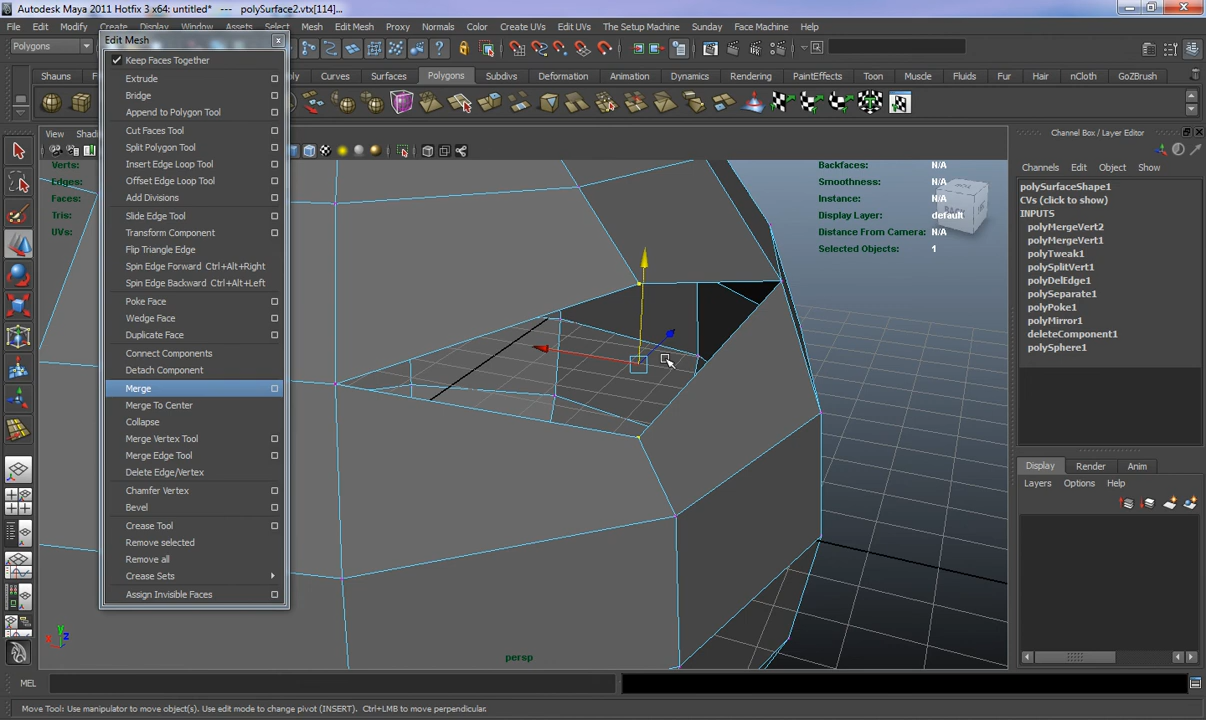 Autodesk Maya 2011 Hotfix 3 x64: untitled* --- polySurface2.vtx[114]...
File Edit Modify Create Display Window Assets Select Mesh Edit Mesh Proxy Normals Color Create UVs Edit UVs The Setup Machine Sunday Face Machine Help
Polygons
Shauns Curves Surfaces Polygons Subdivs Deformation Animation Dynamics Rendering PaintEffects Toon Muscle Fluids Fur Hair nCloth GoZBrush
Edit Mesh
Keep Faces Together
Extrude
Bridge
Append to Polygon Tool
Cut Faces Tool
Split Polygon Tool
Insert Edge Loop Tool
Offset Edge Loop Tool
Add Divisions
Slide Edge Tool
Transform Component
Flip Triangle Edge
Spin Edge Forward Ctrl+Alt+Right
Spin Edge Backward Ctrl+Alt+Left
Poke Face
Wedge Face
Duplicate Face
Connect Components
Detach Component
Merge
Merge To Center
Collapse
Merge Vertex Tool
Merge Edge Tool
Delete Edge/Vertex
Chamfer Vertex
Bevel
Crease Tool
Remove selected
Remove all
Crease Sets
Assign Invisible Faces
View
Verts:
Edges:
Faces:
Tris:
UVs:
Backfaces: N/A
Smoothness: N/A
Instance: N/A
Display Layer: default
Distance From Camera: N/A
Selected Objects: 1
persp
Channel Box / Layer Editor
Channels Edit Object Show
polySurfaceShape1
CVs (click to show)
INPUTS
polyMergeVert2
polyMergeVert1
polyTweak1
polySplitVert1
polyDelEdge1
polySeparate1
polyPoke1
polyMirror1
deleteComponent1
polySphere1
Display Render Anim
Layers Options Help
MEL
Move Tool: Use manipulator to move object(s). Use edit mode to change pivot (INSERT). Ctrl+LMB to move perpendicular.